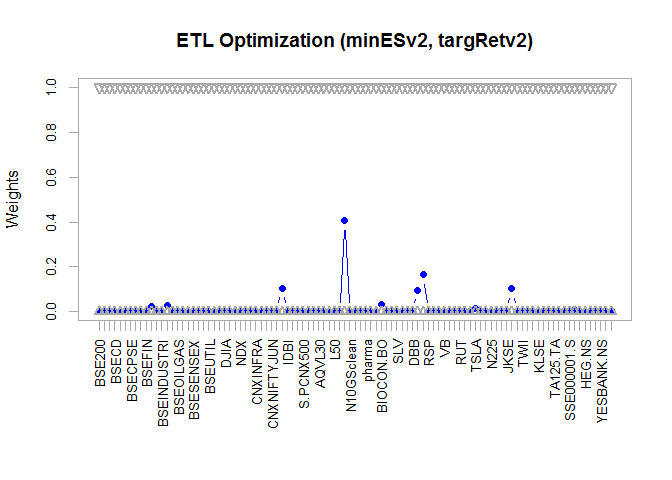 ETL Optimization (minESv2, targRetv2)
Weights
1.0
0.8
0.6
0.4
0.2
0.0
BSE200
BSECD
BSECPSE
BSEFIN
BSEINDUSTRI
BSEOILGAS
BSESENSEX
BSEUTIL
DJIA
NDX
CNXINFRA
CNXNIFTYJUN
IDBI
S.PCNX500
AQVL30
L50
N10GSclean
pharma
BIOCON.BO
SLV
DBB
RSP
VB
RUT
TSLA
N225
JKSE
TWII
KLSE
TA125.TA
SSE000001.S
HEG.NS
YESBANK.NS